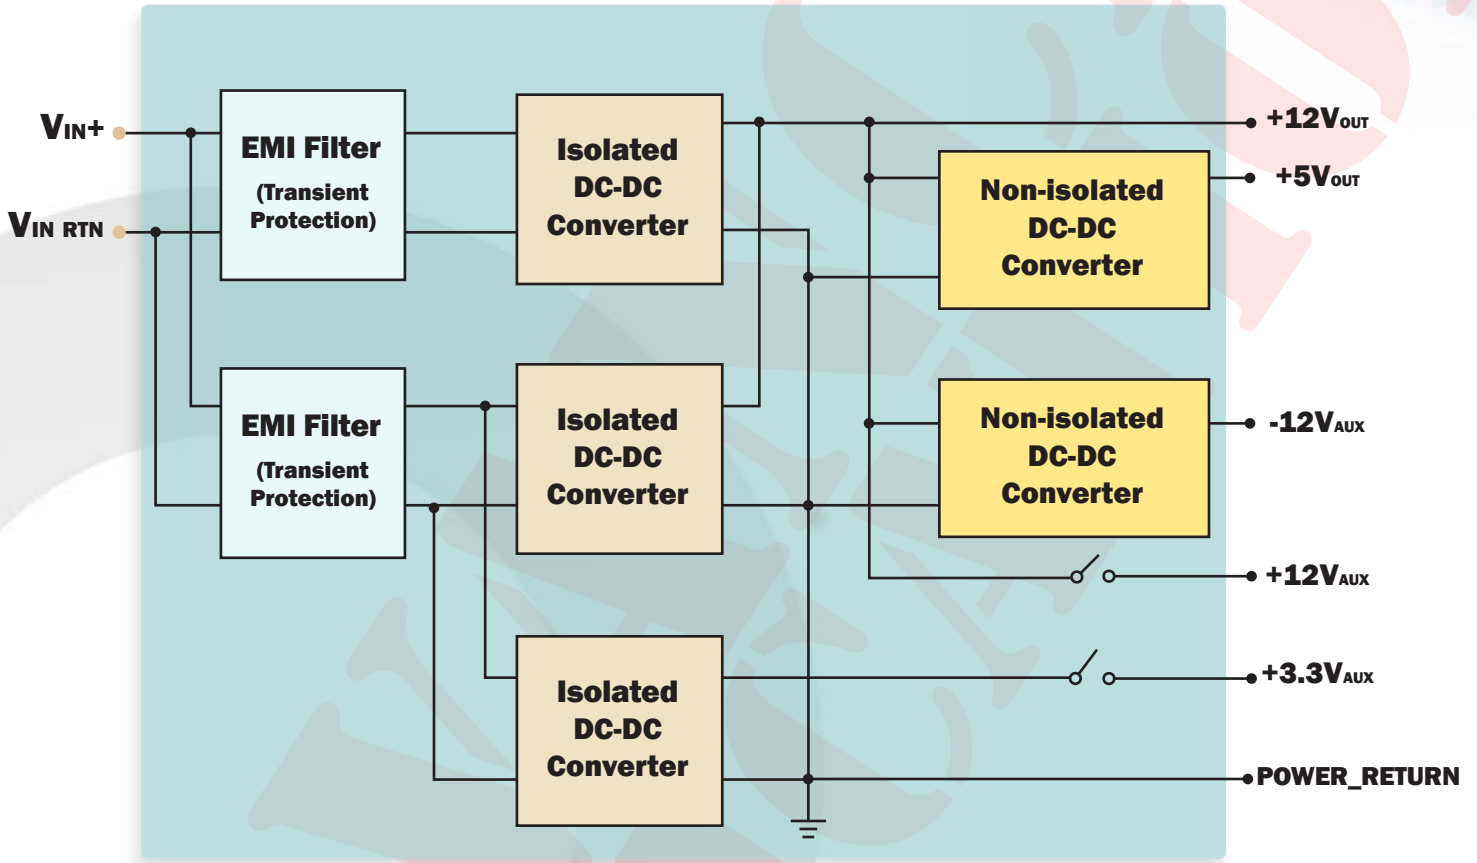 VIN+
VIN RTN
EMI Filter
(Transient
Protection)
Isolated
DC-DC
Converter
Non-isolated
DC-DC
Converter
+12VOUT
+5VOUT
EMI Filter
(Transient
Protection)
Isolated
DC-DC
Converter
Non-isolated
DC-DC
Converter
-12VAUX
+12VAUX
Isolated
DC-DC
Converter
+3.3VAUX
POWER_RETURN